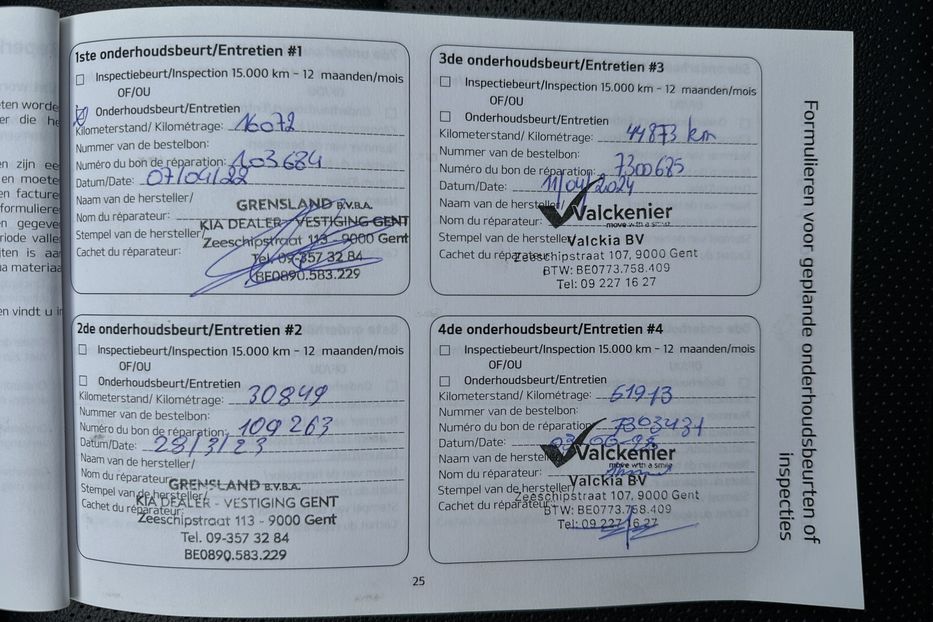 1ste onderhoudsbeurt/Entretien #1
Inspectiebeurt/Inspection 15.000 km - 12 maanden/mois
OF/OU
Onderhoudsbeurt/Entretien
Kilometerstand/ Kilométrage: 16072
Nummer van de bestelbon:
Numéro du bon de réparation: 103684
Datum/Date: 07/04/22
Naam van de hersteller/
Nom du réparateur:
Stempel van de hersteller/
Cachet du réparateur:
GRENSLAND B.V.B.A.
KIA DEALER - VESTIGING GENT
Zeeschipstraat 113 - 9000 Gent
Tel. 09-357 32 84
BE0890.583.229
2de onderhoudsbeurt/Entretien #2
Inspectiebeurt/Inspection 15.000 km - 12 maanden/mois
OF/OU
Onderhoudsbeurt/Entretien
Kilometerstand/ Kilométrage: 30849
Nummer van de bestelbon:
Numéro du bon de réparation: 109263
Datum/Date: 28/3/23
Naam van de hersteller/
Nom du réparateur:
Stempel van de hersteller/
Cachet du réparateur:
GRENSLAND B.V.B.A.
KIA DEALER - VESTIGING GENT
Zeeschipstraat 113 - 9000 Gent
Tel. 09-357 32 84
BE0890.583.229
3de onderhoudsbeurt/Entretien #3
Inspectiebeurt/Inspection 15.000 km - 12 maanden/mois
OF/OU
Onderhoudsbeurt/Entretien
Kilometerstand/ Kilométrage: 44873 km
Nummer van de bestelbon:
Numéro du bon de réparation: 7300685
Datum/Date: 11/04/2024
Naam van de hersteller/
Nom du réparateur:
Stempel van de hersteller/
Cachet du réparateur:
Valckenier
move with a smile
Valckia BV
Zeeschipstraat 107, 9000 Gent
BTW: BE0773.758.409
Tel: 09 227 16 27
4de onderhoudsbeurt/Entretien #4
Inspectiebeurt/Inspection 15.000 km - 12 maanden/mois
OF/OU
Onderhoudsbeurt/Entretien
Kilometerstand/ Kilométrage: 61973
Nummer van de bestelbon:
Numéro du bon de réparation: 7303431
Datum/Date:
Naam van de hersteller/
Nom du réparateur:
Stempel van de hersteller/
Cachet du réparateur:
Valckenier
move with a smile
Valckia BV
Zeeschipstraat 107, 9000 Gent
BTW: BE0773.758.409
Tel: 09 227 16 27
25
Formulieren voor geplande onderhoudsbeurten of
inspecties